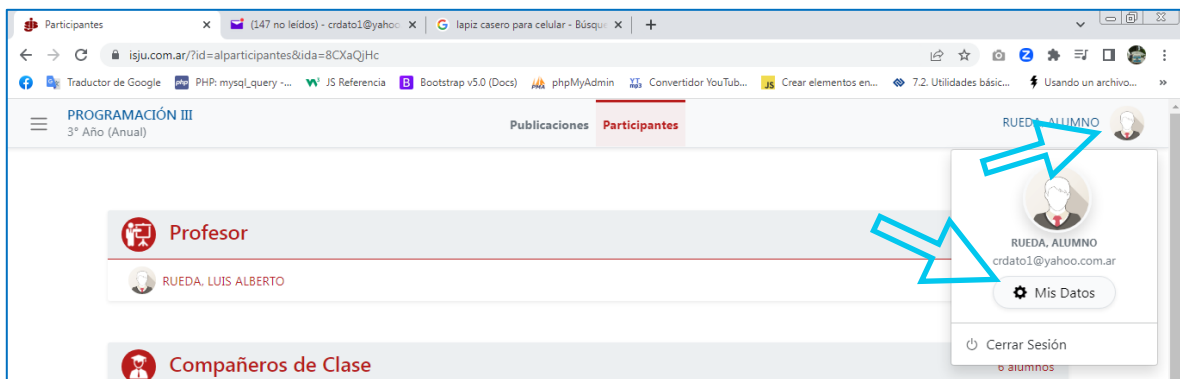 Participantes
(147 no leídos) - crdato1@yahoo
lapiz casero para celular - Búsque
isju.com.ar/?id=alparticipantes&ida=8CXaQjHc
Traductor de Google PHP: mysql_query -... JS Referencia Bootstrap v5.0 (Docs) phpMyAdmin Convertidor YouTub... Crear elementos en... 7.2. Utilidades básic... Usando un archivo... »
PROGRAMACIÓN III
3° Año (Anual)
Publicaciones Participantes
RUEDA, ALUMNO
Profesor
RUEDA, LUIS ALBERTO
RUEDA, ALUMNO
crdato1@yahoo.com.ar
Mis Datos
Cerrar Sesión
Compañeros de Clase
6 alumnos